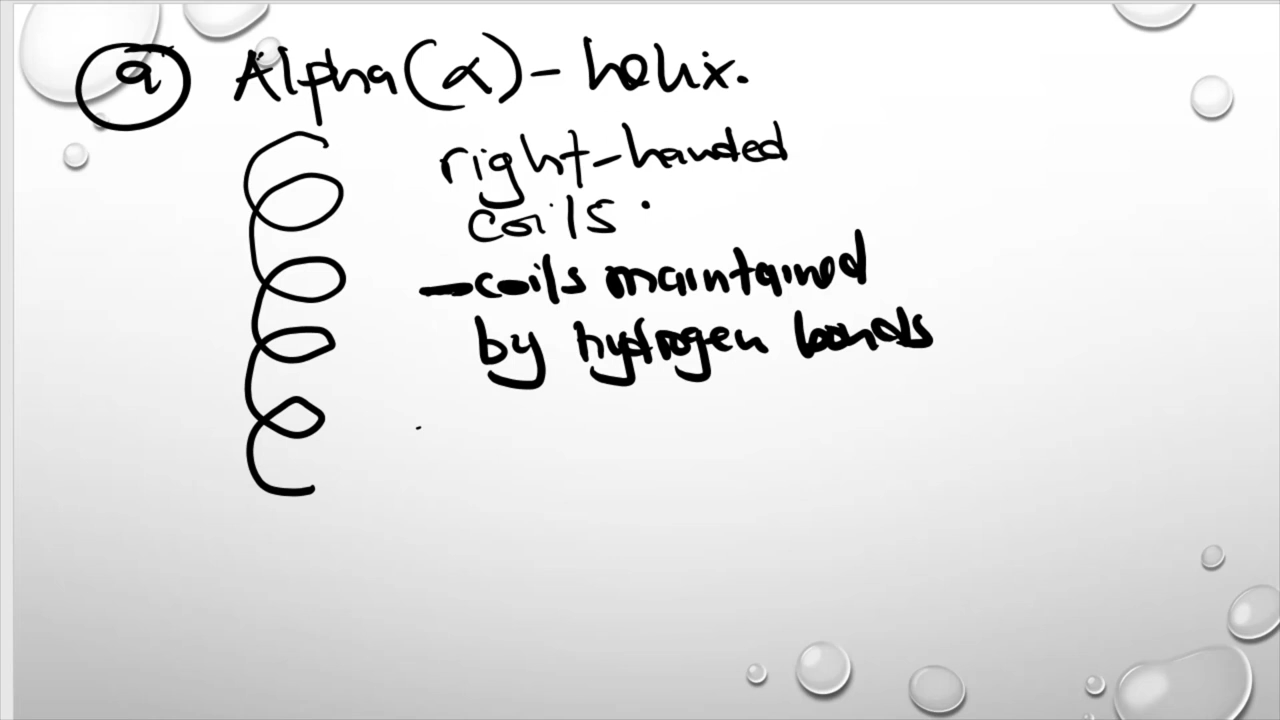 a Alpha(α)-helix.
right-handed
coils.
-coils maintained
by hydrogen bonds